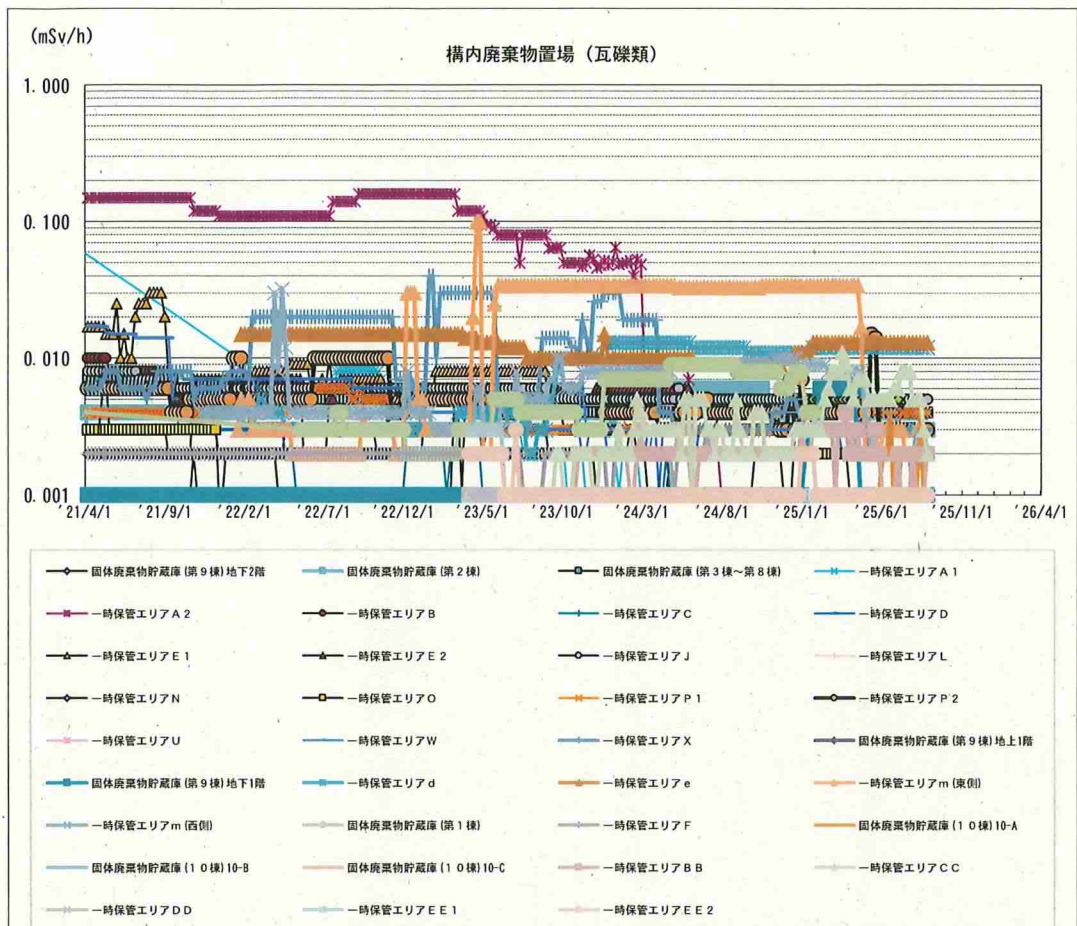 (mSv/h)
構内廃棄物置場（瓦礫類）
1.000
0.100
0.010
0.001
'21/4/1 '21/9/1 '22/2/1 '22/7/1 '22/12/1 '23/5/1 '23/10/1 '24/3/1 '24/8/1 '25/1/1 '25/6/1 '25/11/1 '26/4/1
固体廃棄物貯蔵庫(第9棟)地下2階 固体廃棄物貯蔵庫(第2棟) 固体廃棄物貯蔵庫(第3棟～第8棟) 一時保管エリアA1
一時保管エリアA2 一時保管エリアB 一時保管エリアC 一時保管エリアD
一時保管エリアE1 一時保管エリアE2 一時保管エリアJ 一時保管エリアL
一時保管エリアN 一時保管エリアO 一時保管エリアP1 一時保管エリアP2
一時保管エリアU 一時保管エリアW 一時保管エリアX 固体廃棄物貯蔵庫(第9棟)地上1階
固体廃棄物貯蔵庫(第9棟)地下1階 一時保管エリアd 一時保管エリアe 一時保管エリアm(東側)
一時保管エリアm(西側) 固体廃棄物貯蔵庫(第1棟) 一時保管エリアF 固体廃棄物貯蔵庫(10棟)10-A
固体廃棄物貯蔵庫(10棟)10-B 固体廃棄物貯蔵庫(10棟)10-C 一時保管エリアBB 一時保管エリアCC
一時保管エリアDD 一時保管エリアEE1 一時保管エリアEE2